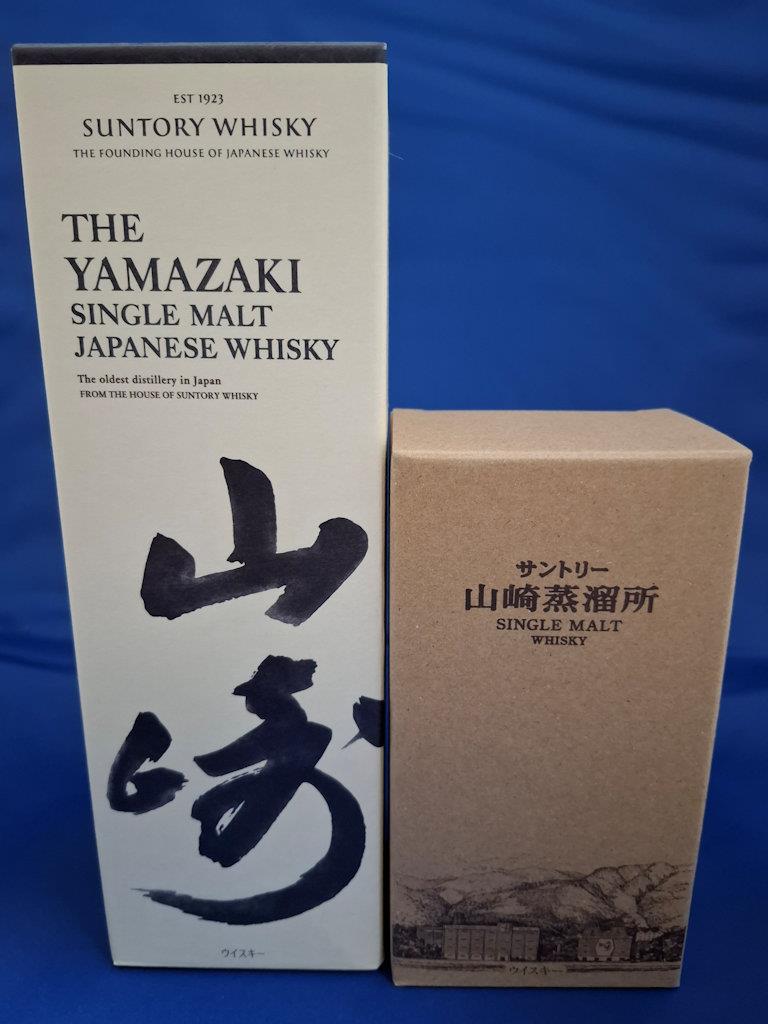 EST 1923
SUNTORY WHISKY
THE FOUNDING HOUSE OF JAPANESE WHISKY
THE
YAMAZAKI
SINGLE MALT
JAPANESE WHISKY
The oldest distillery in Japan
FROM THE HOUSE OF SUNTORY WHISKY
山
崎
ウイスキー
サントリー
山崎蒸溜所
SINGLE MALT
WHISKY
ウイスキー